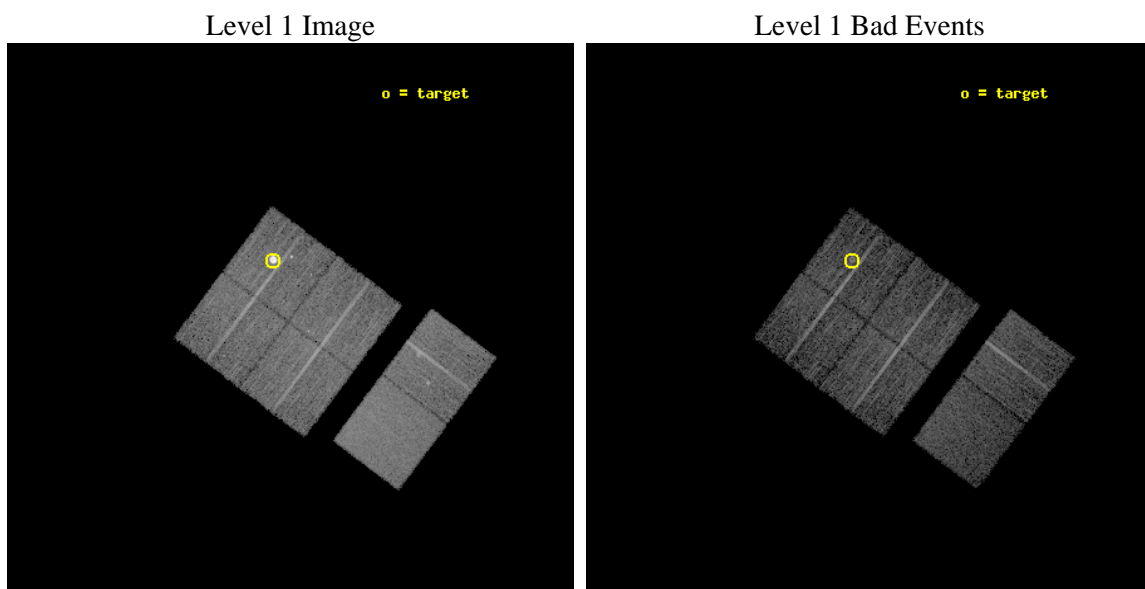 Level 1 Image
Level 1 Bad Events
o = target
o = target